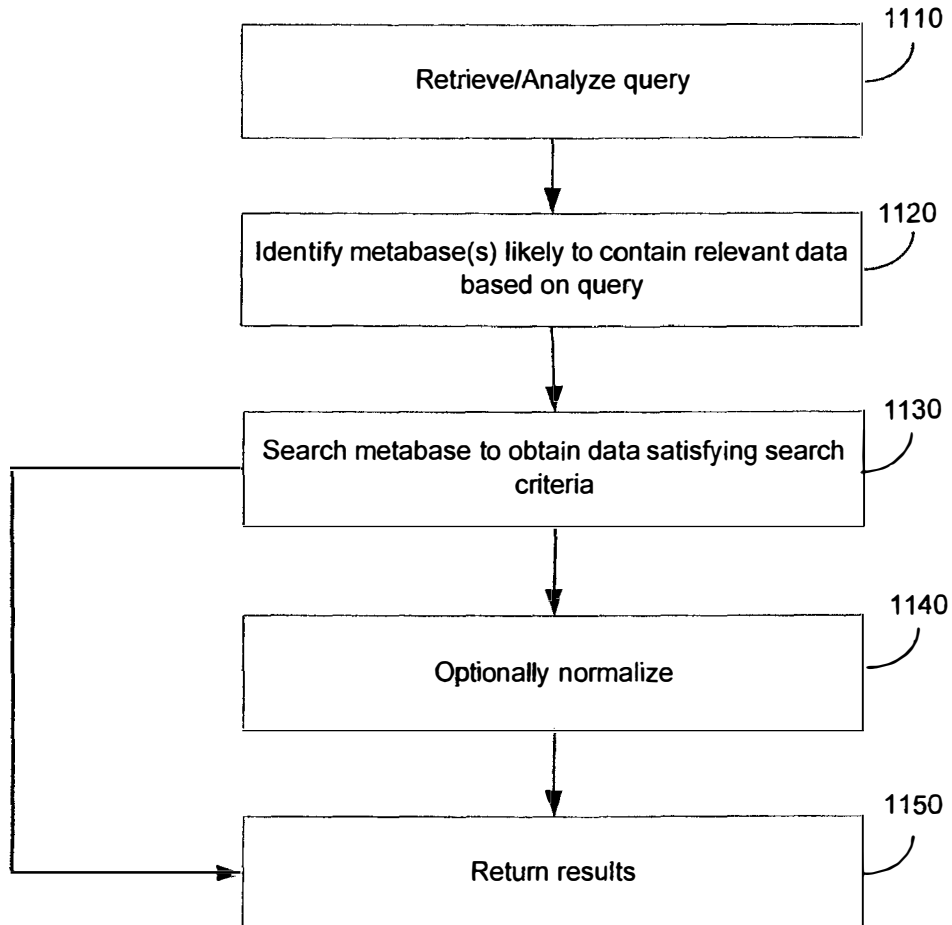 1110
Retrieve/Analyze query
1120
Identify metabase(s) likely to contain relevant data
based on query
1130
Search metabase to obtain data satisfying search
criteria
1140
Optionally normalize
1150
Return results